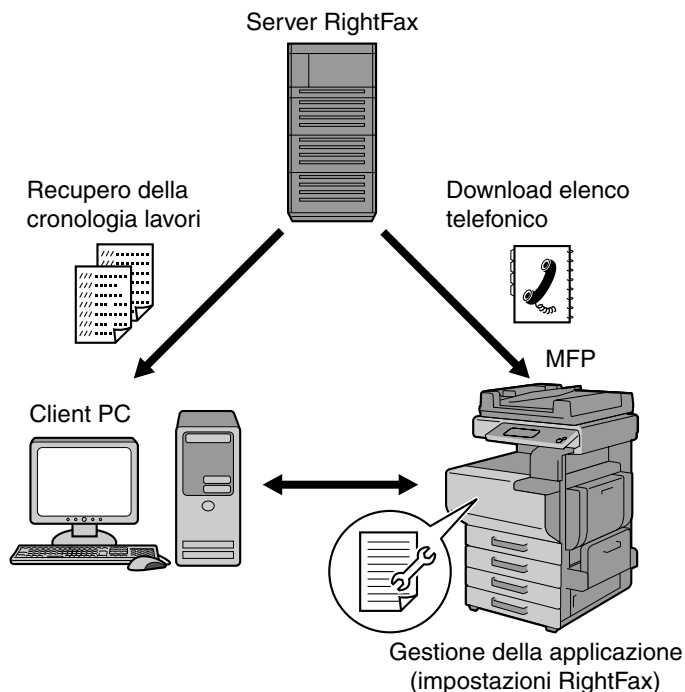 Server RightFax
Recupero della
cronologia lavori
Download elenco
telefonico
MFP
Client PC
Gestione della applicazione
(impostazioni RightFax)